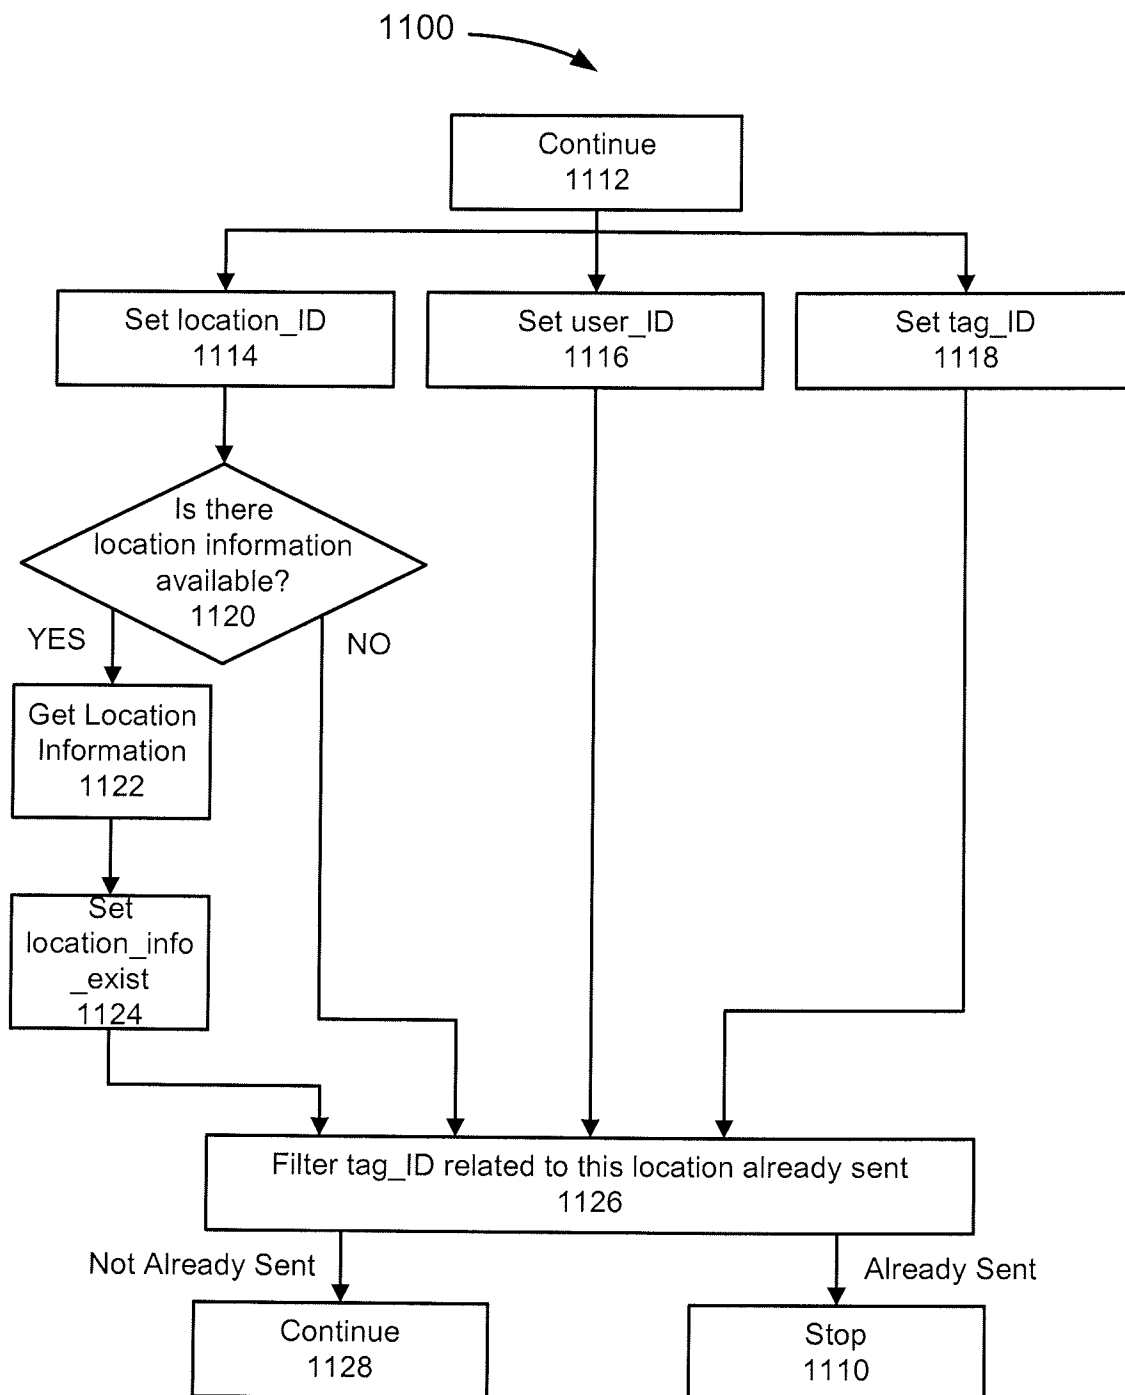 1100
Continue
1112
Set location_ID
1114
Set user_ID
1116
Set tag_ID
1118
Is there
location information
available?
1120
YES
NO
Get Location
Information
1122
Set
location_info
_exist
1124
Filter tag_ID related to this location already sent
1126
Not Already Sent
Already Sent
Continue
1128
Stop
1110